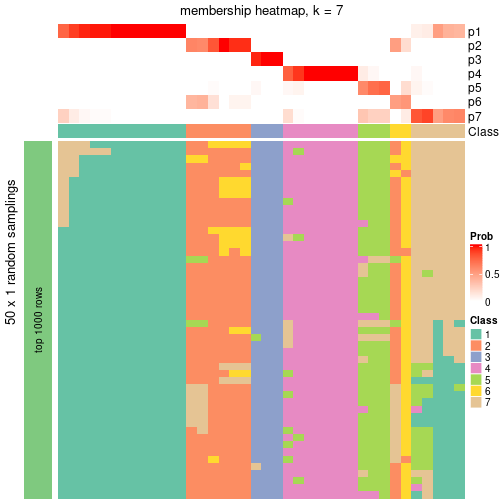 membership heatmap, k = 7
p1
p2
p3
p4
p5
p6
p7
Class
50 x 1 random samplings
top 1000 rows
Prob
1
0.5
0
Class
1
2
3
4
5
6
7